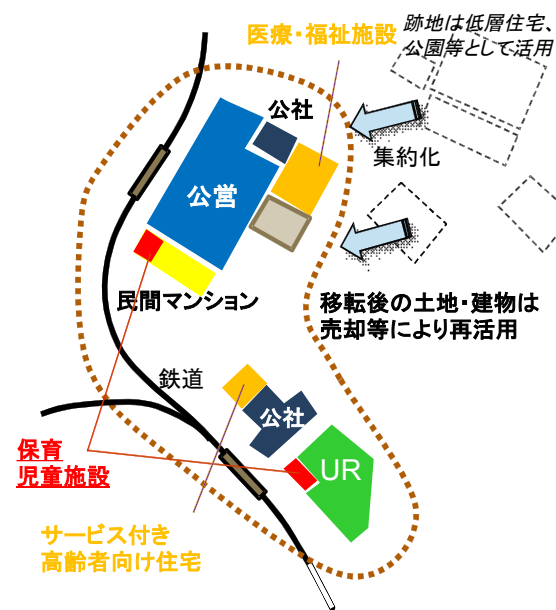 医療・福祉施設
跡地は低層住宅、
公園等として活用
公社
集約化
公営
民間マンション
移転後の土地・建物は
売却等により再活用
鉄道
公社
保育
児童施設
UR
サービス付き
高齢者向け住宅